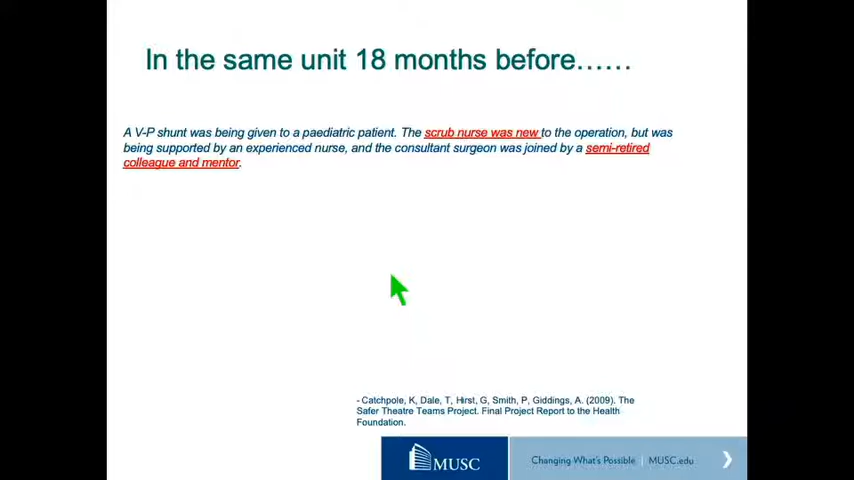 In the same unit 18 months before……
A V-P shunt was being given to a paediatric patient. The scrub nurse was new to the operation, but was
being supported by an experienced nurse, and the consultant surgeon was joined by a semi-retired
colleague and mentor.
- Catchpole, K, Dale, T, Hirst, G, Smith, P, Giddings, A. (2009). The
Safer Theatre Teams Project. Final Project Report to the Health
Foundation.
MUSC
Changing What's Possible | MUSC.edu